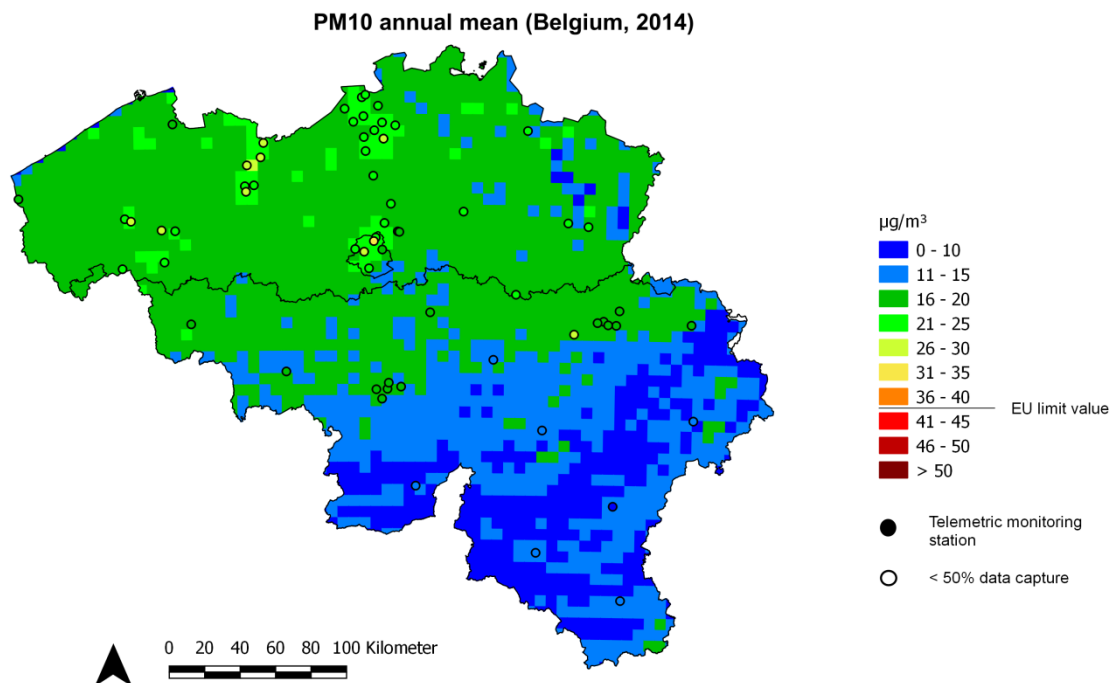 PM10 annual mean (Belgium, 2014)
µg/m³
0 - 10
11 - 15
16 - 20
21 - 25
26 - 30
31 - 35
36 - 40
EU limit value
41 - 45
46 - 50
> 50
Telemetric monitoring
station
< 50% data capture
0 20 40 60 80 100 Kilometer